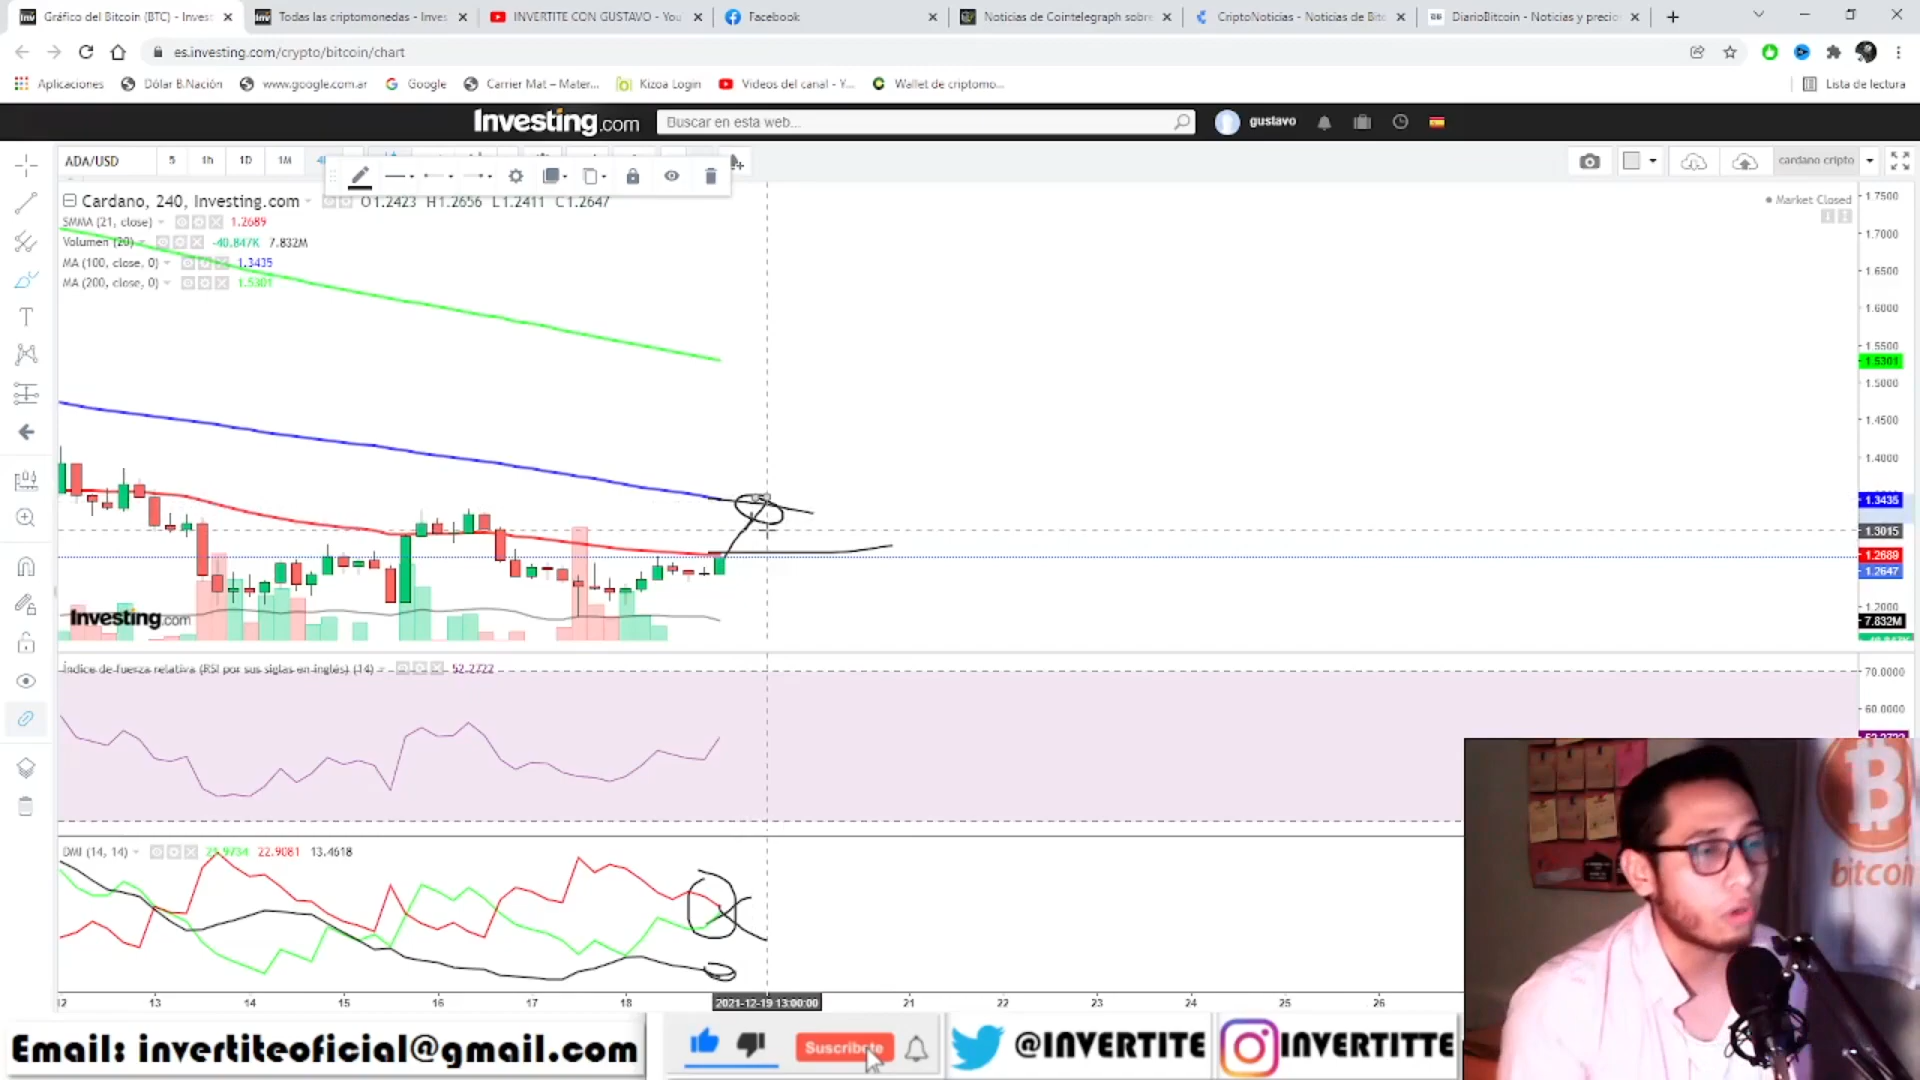 Gráfico del Bitcoin (BTC) - Inves
Todas las criptomonedas - Inves
INVERTITE CON GUSTAVO - You
Facebook
Noticias de Cointelegraph sobre
CriptoNoticias - Noticias de Bitc
DiarioBitcoin - Noticias y precio
es.investing.com/crypto/bitcoin/chart
Aplicaciones
Dólar B.Nación
www.google.com.ar
Google
Carrier Mat – Mater...
Kizoa Login
Videos del canal - Y...
Wallet de criptomo...
Lista de lectura
Investing.com
Buscar en esta web...
gustavo
ADA/USD
5
1h
1D
1M
cardano cripto
Cardano, 240, Investing.com
O1.2423 H1.2656 L1.2411 C1.2647
Market Closed
SMMA (21, close)
1.2689
Volumen (20)
-40.847K 7.832M
MA (100, close, 0)
1.3435
MA (200, close, 0)
1.5301
1.7500
1.7000
1.6500
1.6000
1.5500
1.5301
1.5000
1.4500
1.4000
1.3435
1.3015
1.2689
1.2647
1.2000
7.832M
Investing.com
Índice de fuerza relativa (RSI por sus siglas en inglés) (14)
52.2722
70.0000
60.0000
DMI (14, 14)
22.9081
13.4618
12
13
14
15
16
17
18
2021-12-19 13:00:00
21
22
23
24
25
26
bitcoin
Email: invertiteoficial@gmail.com
Suscribete
@INVERTITE
INVERTITTE